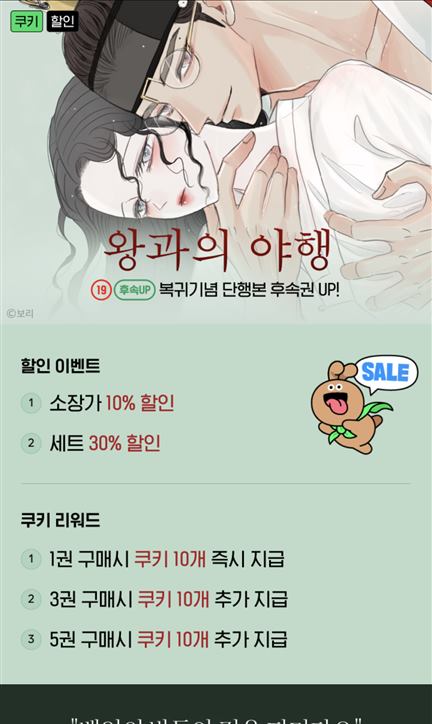 쿠키 할인
왕과의 야행
19 후속UP 복귀기념 단행본 후속권 UP!
©보리
할인 이벤트
SALE
1 소장가 10% 할인
2 세트 30% 할인
쿠키 리워드
1 1권 구매시 쿠키 10개 즉시 지급
2 3권 구매시 쿠키 10개 추가 지급
3 5권 구매시 쿠키 10개 추가 지급